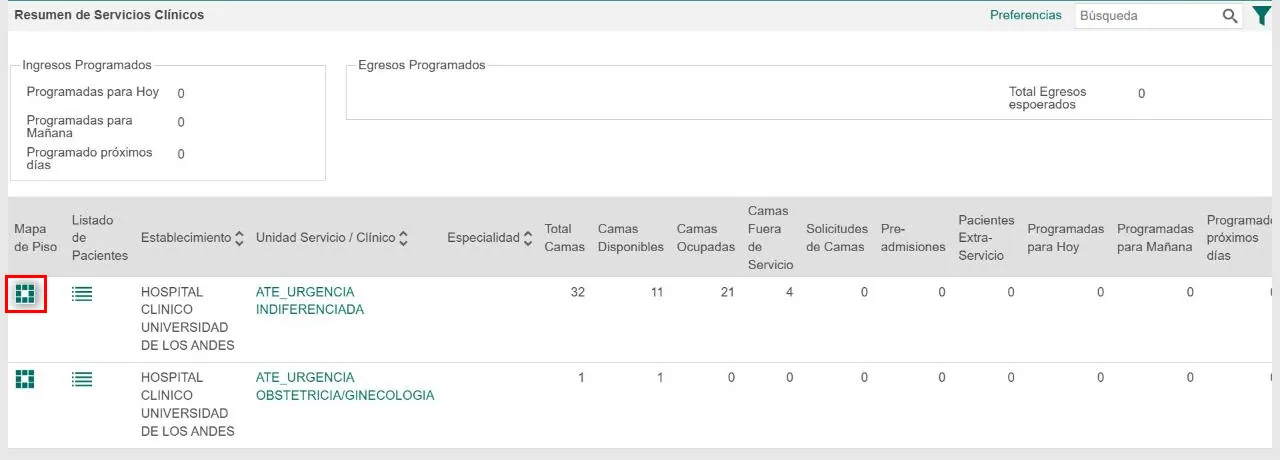 Resumen de Servicios Clínicos
Preferencias
Búsqueda
Ingresos Programados
Programadas para Hoy 0
Programadas para
Mañana 0
Programado próximos
días 0
Egresos Programados
Total Egresos
espoerados 0
Mapa
de Piso
Listado
de
Pacientes
Establecimiento
Unidad Servicio / Clínico
Especialidad
Total
Camas
Camas
Disponibles
Camas
Ocupadas
Camas
Fuera
de
Servicio
Solicitudes
de Camas
Pre-
admisiones
Pacientes
Extra-
Servicio
Programadas
para Hoy
Programadas
para Mañana
Programado
próximos
días
HOSPITAL
CLINICO
UNIVERSIDAD
DE LOS ANDES
ATE_URGENCIA
INDIFERENCIADA
32 11 21 4 0 0 0 0 0 0
HOSPITAL
CLINICO
UNIVERSIDAD
DE LOS ANDES
ATE_URGENCIA
OBSTETRICIA/GINECOLOGIA
1 1 0 0 0 0 0 0 0 0